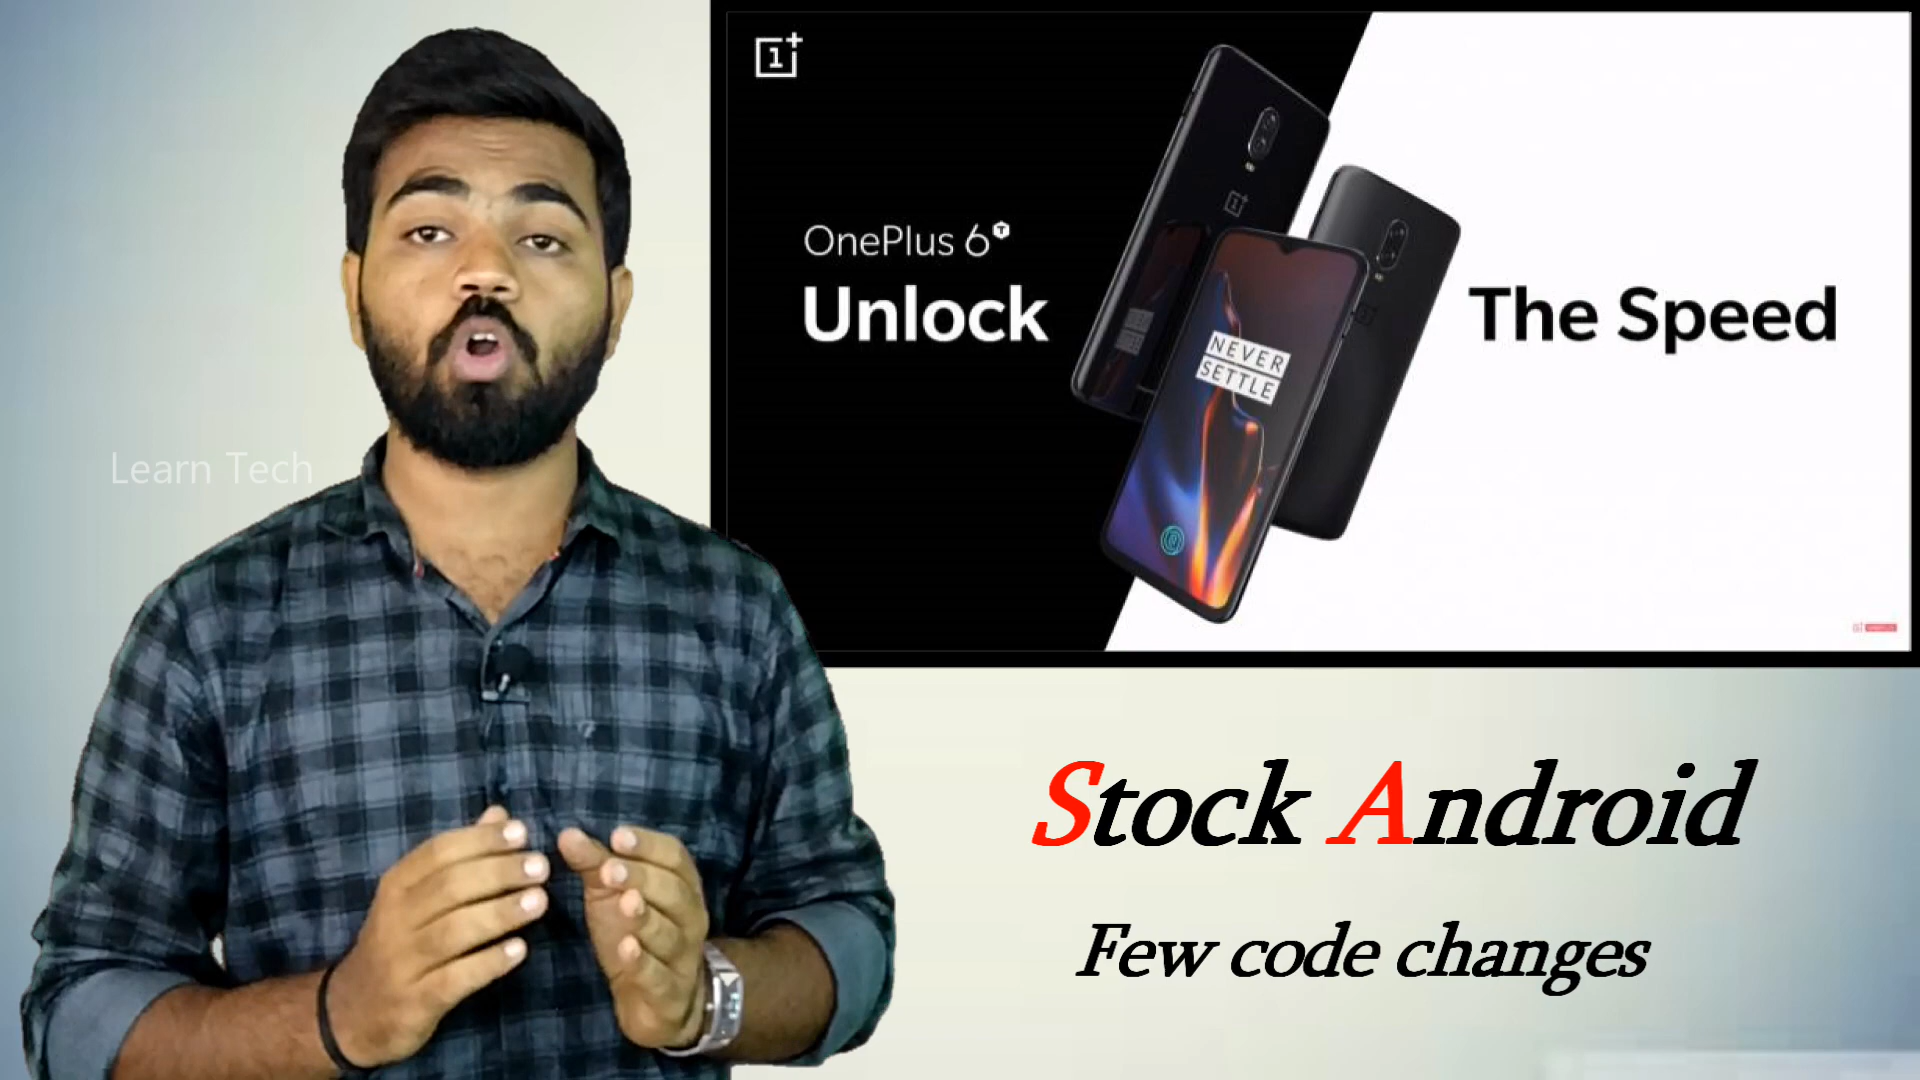 Learn Tech
OnePlus 6T
Unlock
The Speed
NEVER
SETTLE
Stock Android
Few code changes